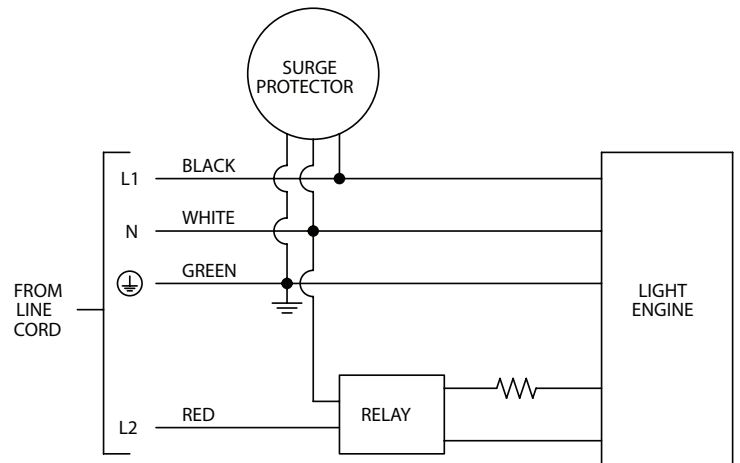 SURGE
PROTECTOR
L1 BLACK
N WHITE
GREEN
FROM
LINE
CORD
LIGHT
ENGINE
L2 RED
RELAY